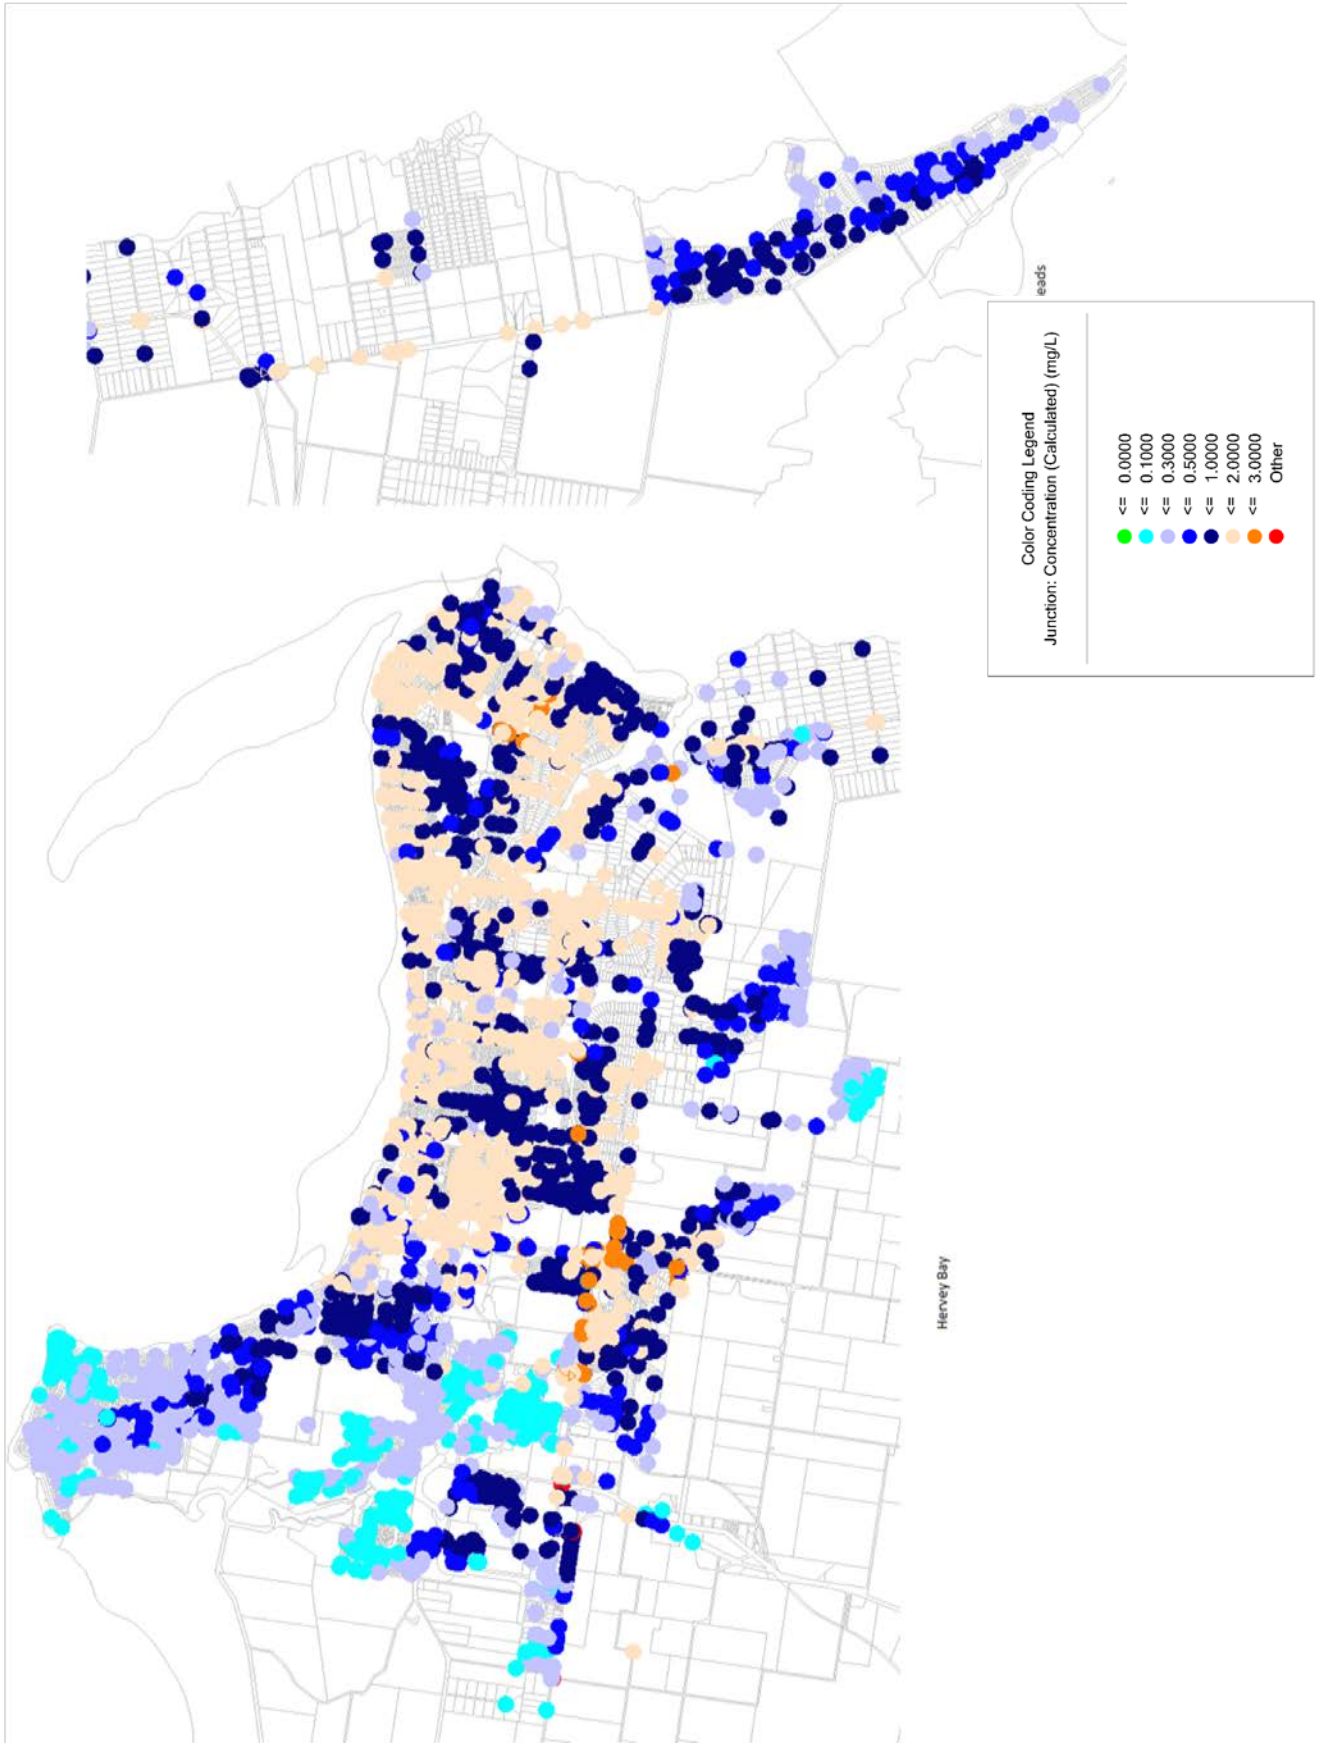 eads
Color Coding Legend
Junction: Concentration (Calculated) (mg/L)
<= 0.0000
<= 0.1000
<= 0.3000
<= 0.5000
<= 1.0000
<= 2.0000
<= 3.0000
Other
Hervey Bay